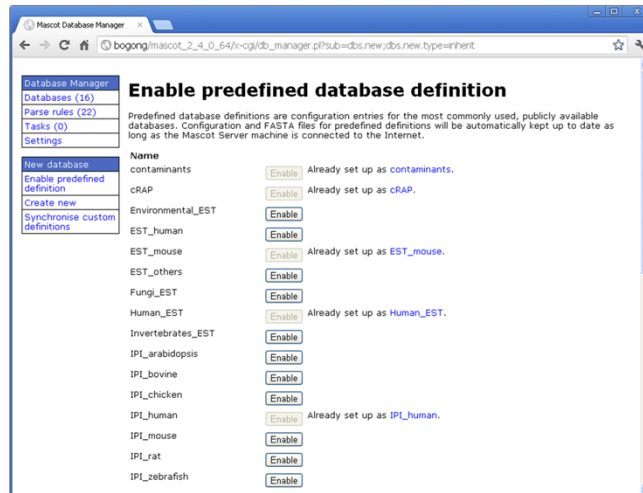 Mascot Database Manager
bogong/mascot_2_4_0_64/x-cgi/db_manager.pl?sub=dbs.new;dbs.new.type=inherit
Database Manager
Databases (16)
Parse rules (22)
Tasks (0)
Settings
New database
Enable predefined
definition
Create new
Synchronise custom
definitions
Enable predefined database definition
Predefined database definitions are configuration entries for the most commonly used, publicly available
databases. Configuration and FASTA files for predefined definitions will be automatically kept up to date as
long as the Mascot Server machine is connected to the Internet.
Name
contaminants Enable Already set up as contaminants.
cRAP Enable Already set up as cRAP.
Environmental_EST Enable
EST_human Enable
EST_mouse Enable Already set up as EST_mouse.
EST_others Enable
Fungi_EST Enable
Human_EST Enable Already set up as Human_EST.
Invertebrates_EST Enable
IPI_arabidopsis Enable
IPI_bovine Enable
IPI_chicken Enable
IPI_human Enable Already set up as IPI_human.
IPI_mouse Enable
IPI_rat Enable
IPI_zebrafish Enable